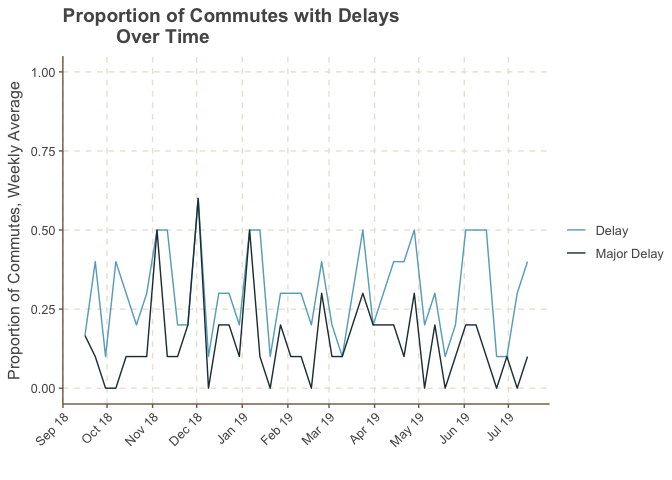 Proportion of Commutes with Delays
Over Time
Proportion of Commutes, Weekly Average
1.00
0.75
0.50
0.25
0.00
Sep 18
Oct 18
Nov 18
Dec 18
Jan 19
Feb 19
Mar 19
Apr 19
May 19
Jun 19
Jul 19
Delay
Major Delay